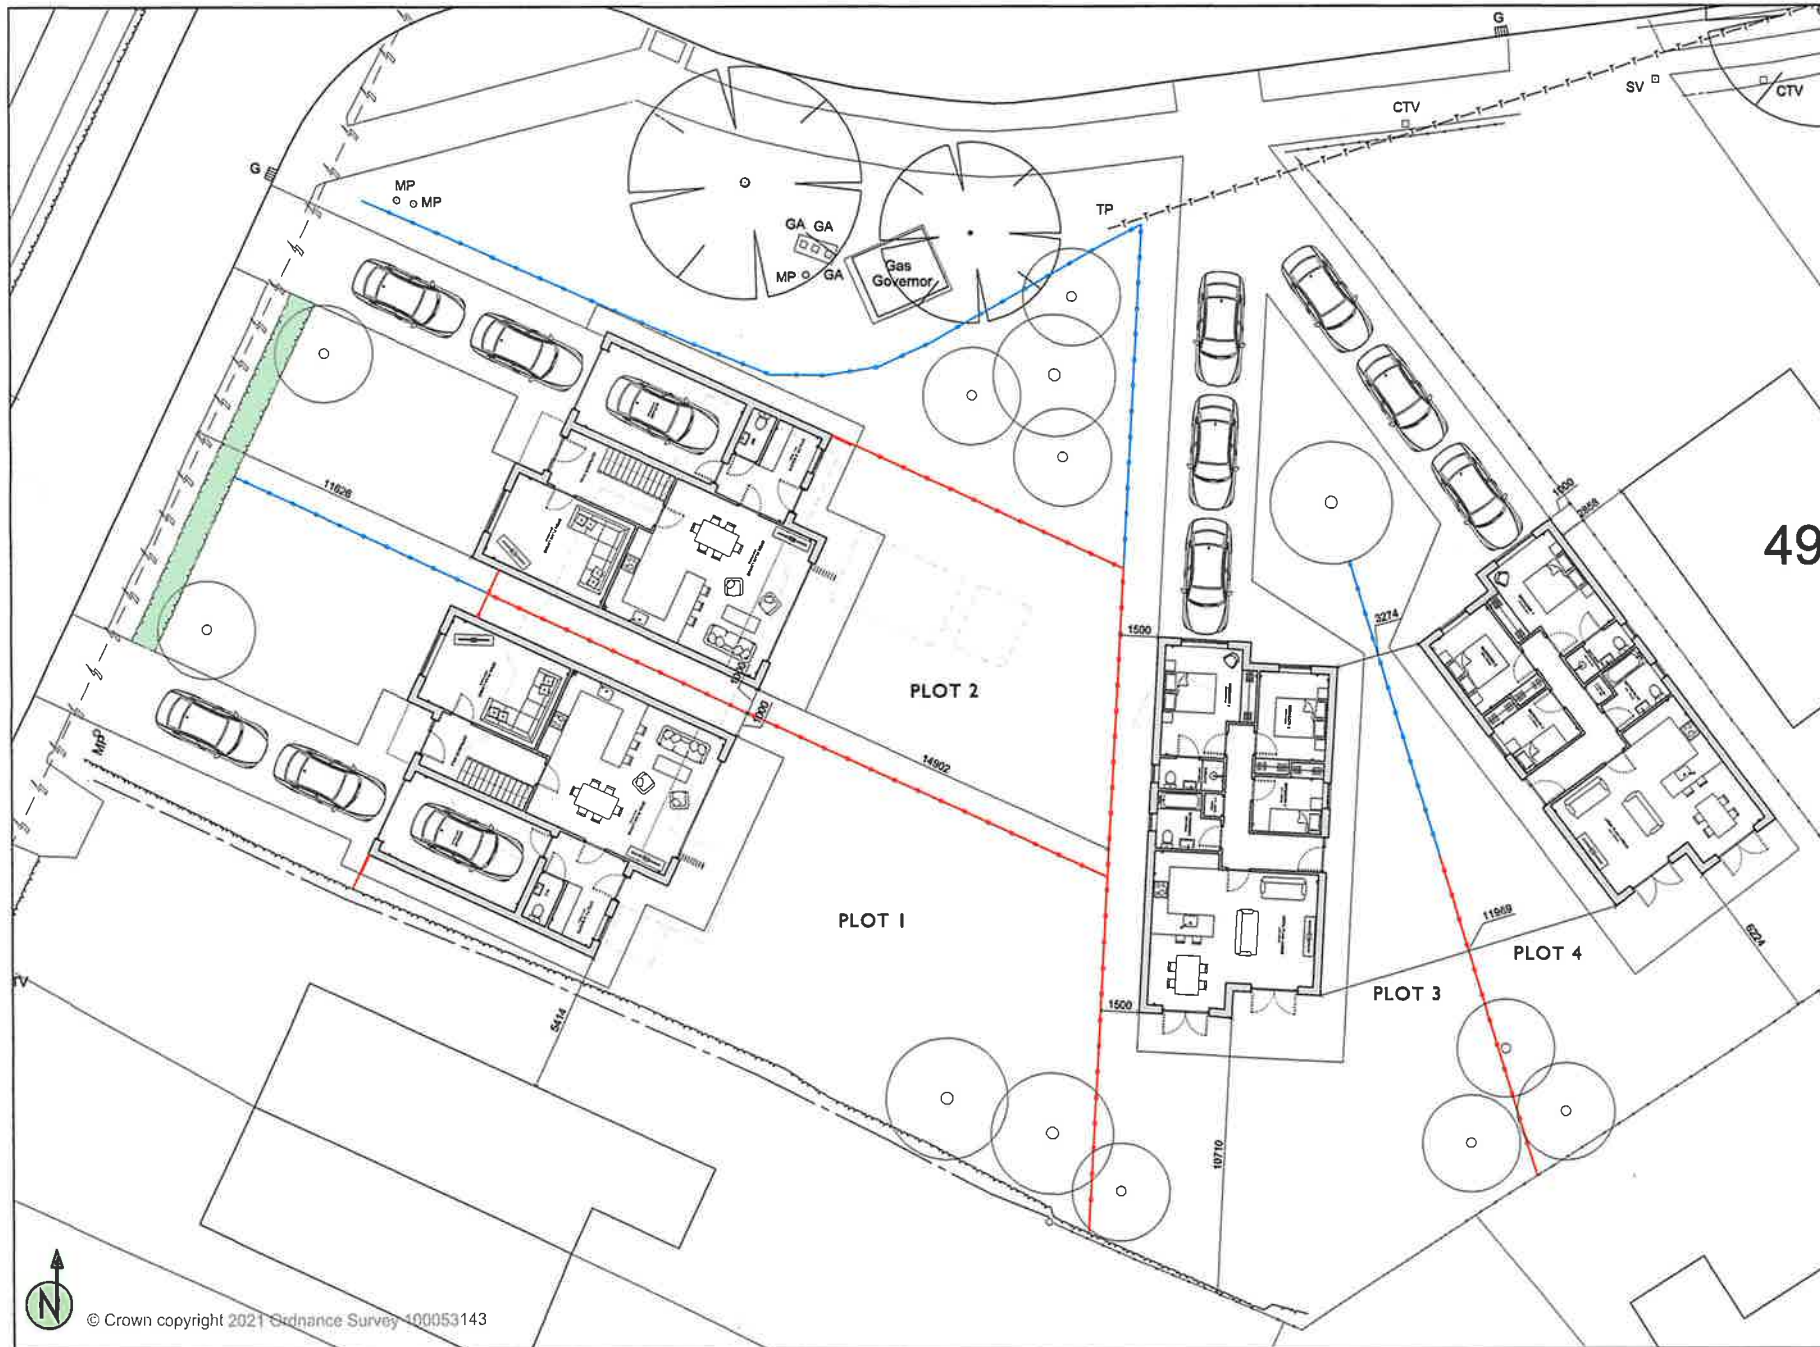 G
SV
CTV
CTV
G
MP
MP
TP
GA GA
MP
GA
Gas
Governor
11626
1000
2858
49
3274
1500
PLOT 2
1000
1000
14902
MP
PLOT 1
11969
PLOT 4
PLOT 3
6224
1500
5414
10710
N
© Crown copyright 2021 Ordnance Survey 100053143